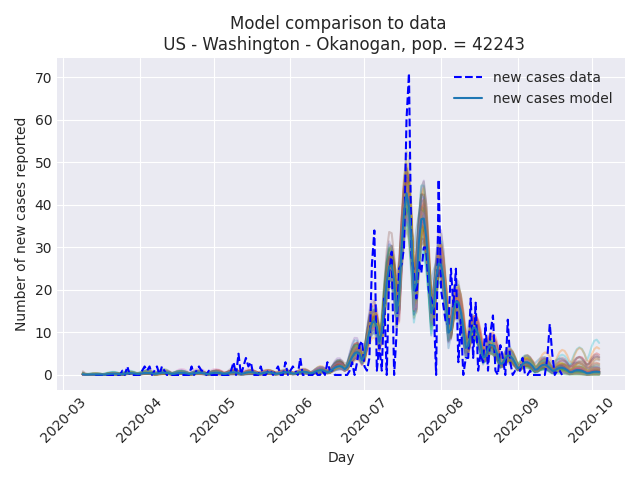 Model comparison to data
US - Washington - Okanogan, pop. = 42243
new cases data
new cases model
Number of new cases reported
70
60
50
40
30
20
10
0
2020-03
2020-04
2020-05
2020-06
2020-07
2020-08
2020-09
2020-10
Day